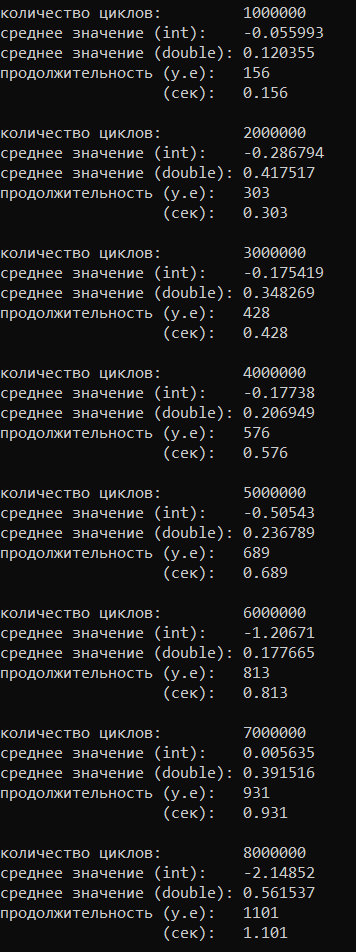 количество циклов:         1000000
среднее значение (int):    -0.055993
среднее значение (double): 0.120355
продолжительность (у.е):   156
                  (сек):   0.156

количество циклов:         2000000
среднее значение (int):    -0.286794
среднее значение (double): 0.417517
продолжительность (у.е):   303
                  (сек):   0.303

количество циклов:         3000000
среднее значение (int):    -0.175419
среднее значение (double): 0.348269
продолжительность (у.е):   428
                  (сек):   0.428

количество циклов:         4000000
среднее значение (int):    -0.17738
среднее значение (double): 0.206949
продолжительность (у.е):   576
                  (сек):   0.576

количество циклов:         5000000
среднее значение (int):    -0.50543
среднее значение (double): 0.236789
продолжительность (у.е):   689
                  (сек):   0.689

количество циклов:         6000000
среднее значение (int):    -1.20671
среднее значение (double): 0.177665
продолжительность (у.е):   813
                  (сек):   0.813

количество циклов:         7000000
среднее значение (int):    0.005635
среднее значение (double): 0.391516
продолжительность (у.е):   931
                  (сек):   0.931

количество циклов:         8000000
среднее значение (int):    -2.14852
среднее значение (double): 0.561537
продолжительность (у.е):   1101
                  (сек):   1.101